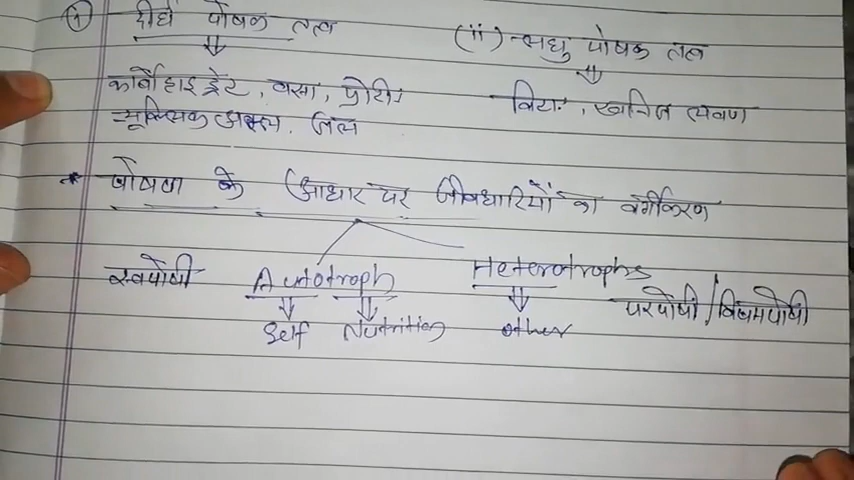 (i) दीर्घ पोषक तत्व
(ii) लघु पोषक तत्व
कार्बोहाइड्रेट, वसा, प्रोटीन
न्यूक्लिक अम्ल, जल
विटा॰, खनिज लवण
* पोषण के आधार पर जीवधारियों का वर्गीकरण
स्वपोषी Autotroph Heterotrophs परपोषी/विषमपोषी
Self Nutrition other